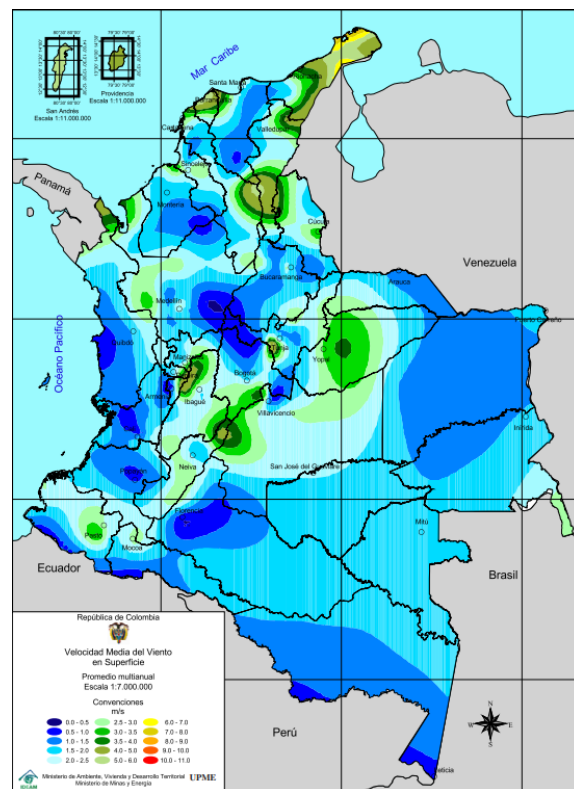 Mar Caribe
San Andrés
Escala 1:11.000.000
Providencia
Escala 1:11.000.000
Santa Marta
Riohacha
Barranquilla
Cartagena
Valledupar
Sincelejo
Panamá
Montería
Cúcuta
Venezuela
Bucaramanga
Arauca
Medellín
Puerto Carreño
Océano Pacífico
Quibdó
Tunja
Yopal
Manizales
Pereira
Bogotá
Armenia
Ibagué
Villavicencio
Inírida
Cali
Neiva
San José del Guaviare
Popayán
Florencia
Mitú
Pasto
Mocoa
Ecuador
Brasil
República de Colombia
Velocidad Media del Viento
en Superficie
Promedio multianual
Escala 1:7.000.000
Convenciones
m/s
0.0 - 0.5 2.5 - 3.0 6.0 - 7.0
0.5 - 1.0 3.0 - 3.5 7.0 - 8.0
1.0 - 1.5 3.5 - 4.0 8.0 - 9.0
1.5 - 2.0 4.0 - 5.0 9.0 - 10.0
2.0 - 2.5 5.0 - 6.0 10.0 - 11.0
Perú
N
W E
S
Leticia
Ministerio de Ambiente, Vivienda y Desarrollo Territorial
Ministerio de Minas y Energía
UPME
IDEAM